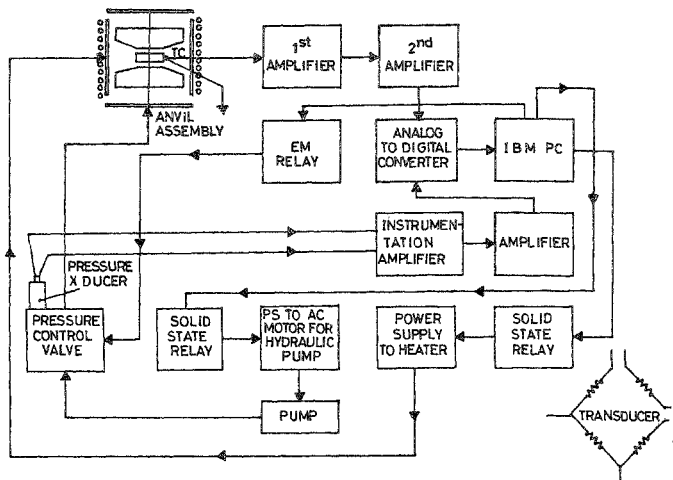 TC
ANVIL
ASSEMBLY
1st
AMPLIFIER
2nd
AMPLIFIER
EM
RELAY
ANALOG
TO DIGITAL
CONVERTER
IBM PC
INSTRUMEN-
TATION
AMPLIFIER
AMPLIFIER
PRESSURE
X DUCER
PRESSURE
CONTROL
VALVE
SOLID
STATE
RELAY
PS TO AC
MOTOR FOR
HYDRAULIC
PUMP
POWER
SUPPLY
TO HEATER
SOLID
STATE
RELAY
PUMP
TRANSDUCER